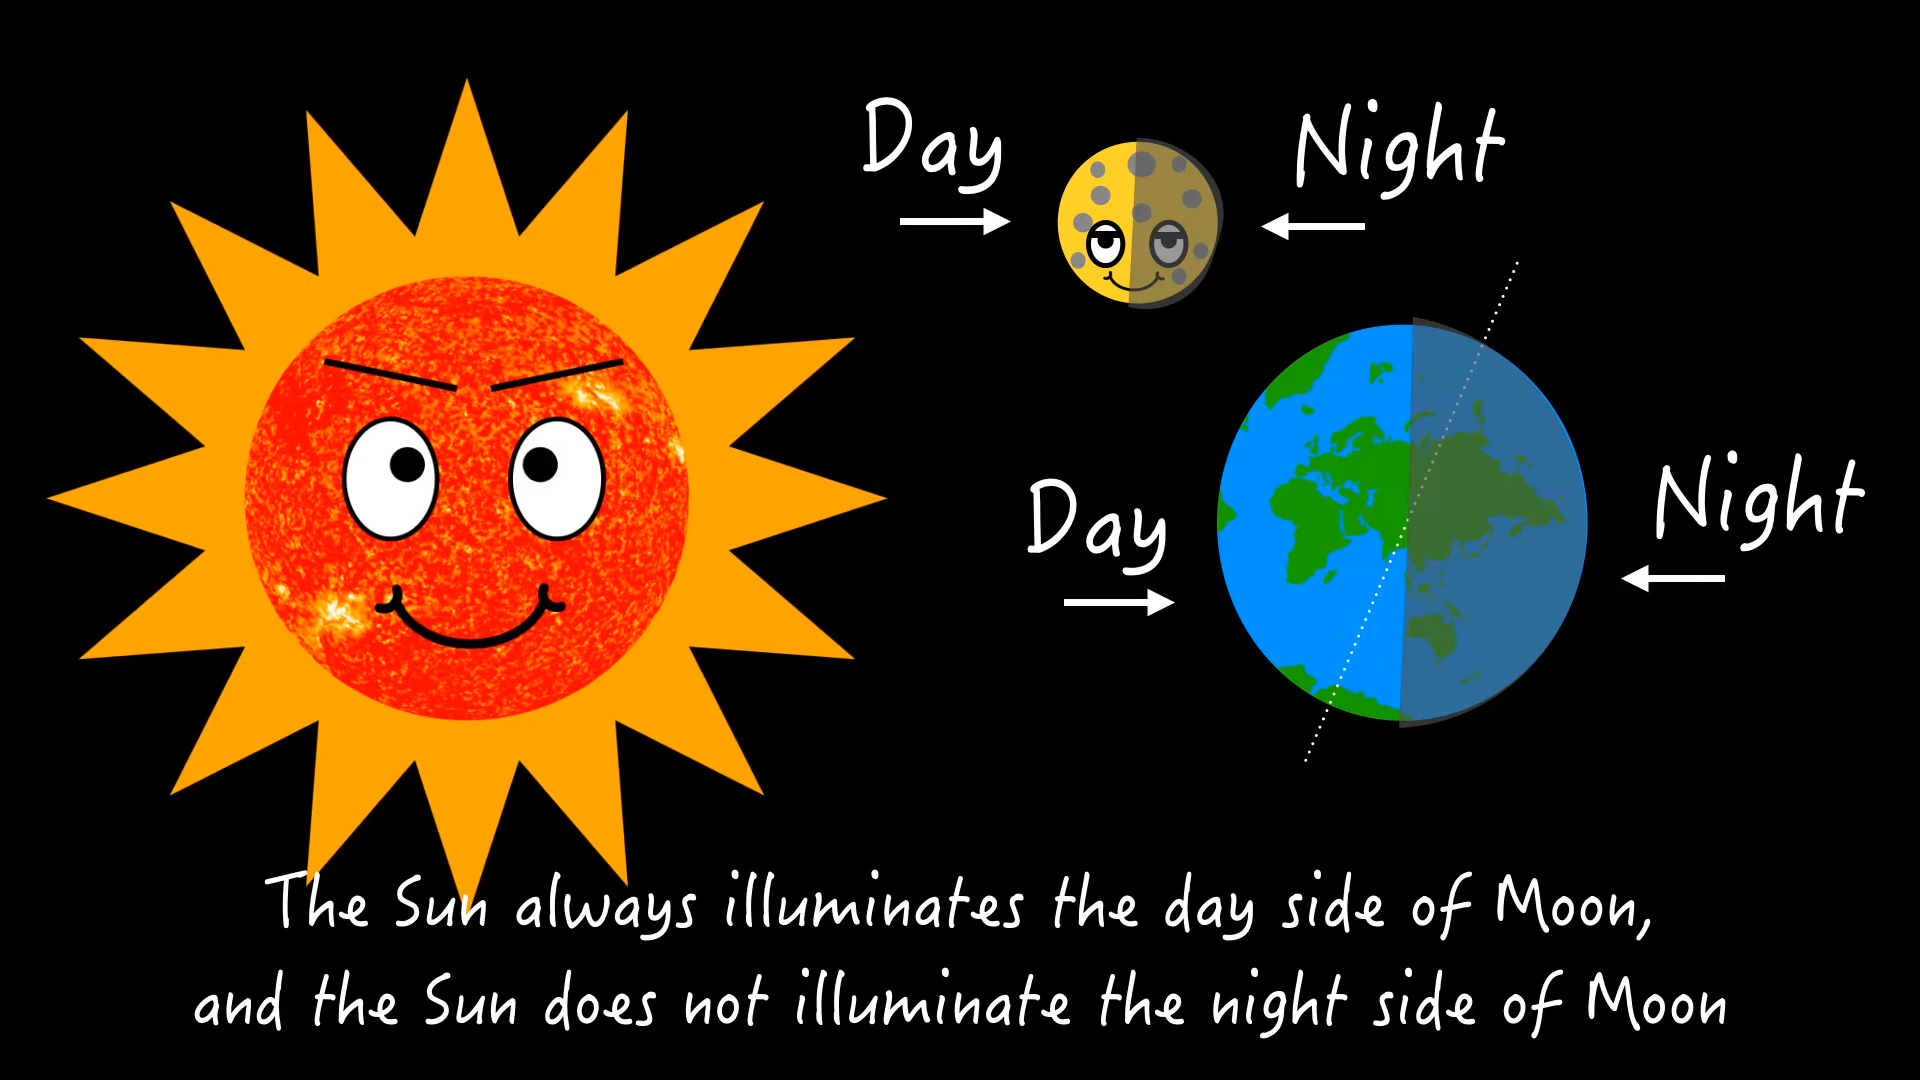 Day
Night
Day
Night
The Sun always illuminates the day side of Moon,
and the Sun does not illuminate the night side of Moon